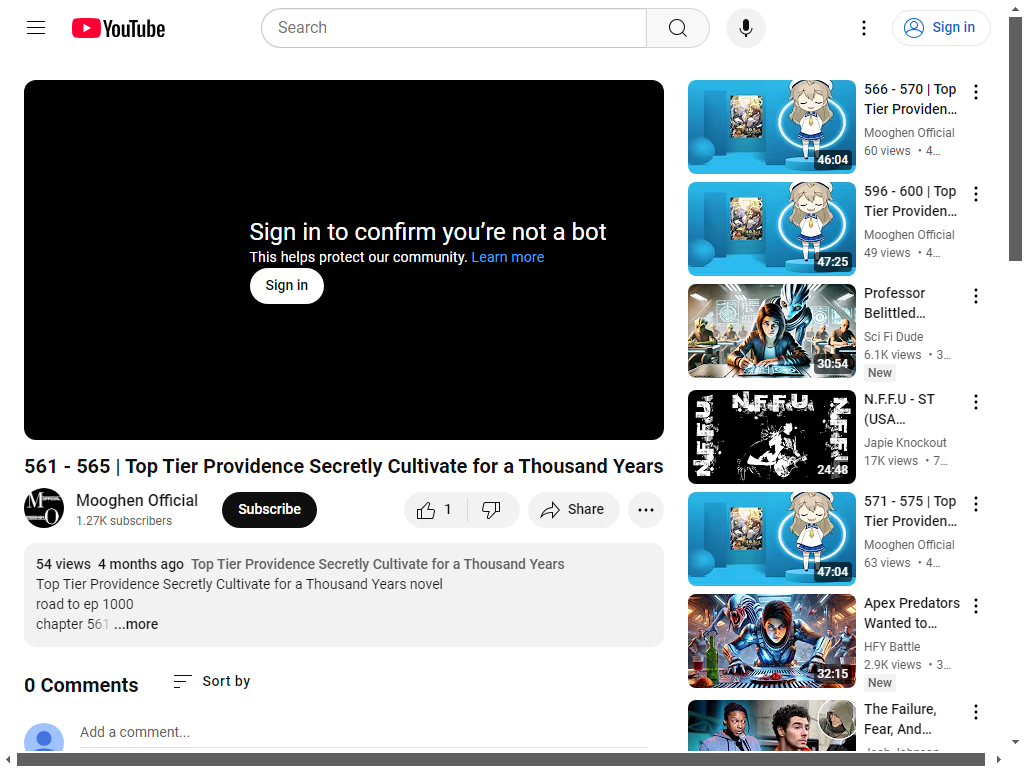 YouTube
Search
Sign in
Sign in to confirm you’re not a bot
This helps protect our community. Learn more
Sign in
561 - 565 | Top Tier Providence Secretly Cultivate for a Thousand Years
Mooghen Official
1.27K subscribers
Subscribe
1
Share
54 views 4 months ago Top Tier Providence Secretly Cultivate for a Thousand Years
Top Tier Providence Secretly Cultivate for a Thousand Years novel
road to ep 1000
chapter 561 ...more
0 Comments
Sort by
Add a comment...
46:04
566 - 570 | Top
Tier Providen...
Mooghen Official
60 views • 4...
47:25
596 - 600 | Top
Tier Providen...
Mooghen Official
49 views • 4...
30:54
Professor
Belittled...
Sci Fi Dude
6.1K views • 3...
New
N.F.F.U
N.F.F.U
N.F.F.U
24:48
N.F.F.U - ST
(USA...
Japie Knockout
17K views • 7...
47:04
571 - 575 | Top
Tier Providen...
Mooghen Official
63 views • 4...
32:15
Apex Predators
Wanted to...
HFY Battle
2.9K views • 3...
New
The Failure,
Fear, And...